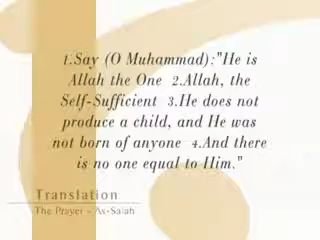 1.Say (O Muhammad):"He is
Allah the One 2.Allah, the
Self-Sufficient 3.He does not
produce a child, and He was
not born of anyone 4.And there
is no one equal to Him."
Translation
The Prayer - As-Salah